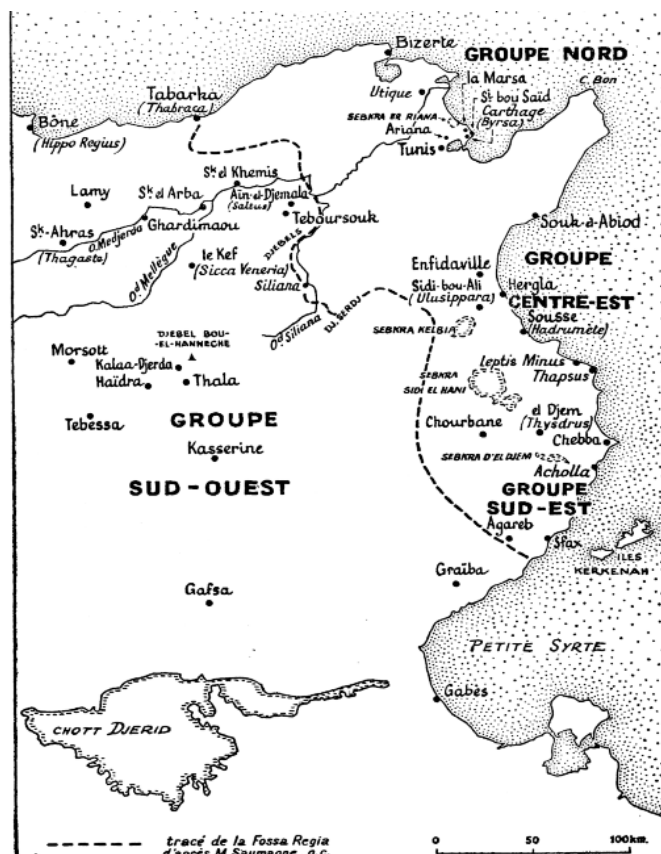 Bizerte
GROUPE NORD
la Marsa
C. Bon
St bou Saïd
Carthage
(Byrsa)
Utique
SEBKRA ER RIANA
Ariana
Tunis
Tabarka
(Thabraca)
Bône
(Hippo Regius)
Sk el Khemis
Lamy
Sk el Arba
Aïn-el-Djemala
(Saltus)
Teboursouk
Sk-Ahras
(Thagaste)
Od Medjerda
Ghardimaou
Od Mellègue
DJEBELS
le Kef
(Sicca Veneria)
Siliana
Od Siliana
DJ. SERDJ
Souk-el-Abiod
GROUPE
CENTRE-EST
Enfidaville
Hergla
Sidi-bou-Ali
(Ulusippara)
Sousse
(Hadrumète)
SEBKRA KELBIA
DJEBEL BOU-
-EL-HANNECHE
Morsott
Kalaa-Djerda
Haïdra
Thala
Leptis Minus
Thapsus
SEBKRA
SIDI EL HANI
Tebessa
GROUPE
SUD-OUEST
Kasserine
el Djem
(Thysdrus)
Chourbane
Chebba
SEBKRA D'EL DJEM
Acholla
GROUPE
SUD-EST
Agareb
Sfax
ILES
KERKENAH
Graïba
Gafsa
PETITE SYRTE
Gabès
CHOTT DJERID
tracé de la Fossa Regia
d'après M. Saumagne, o.c.
0 50 100 km.